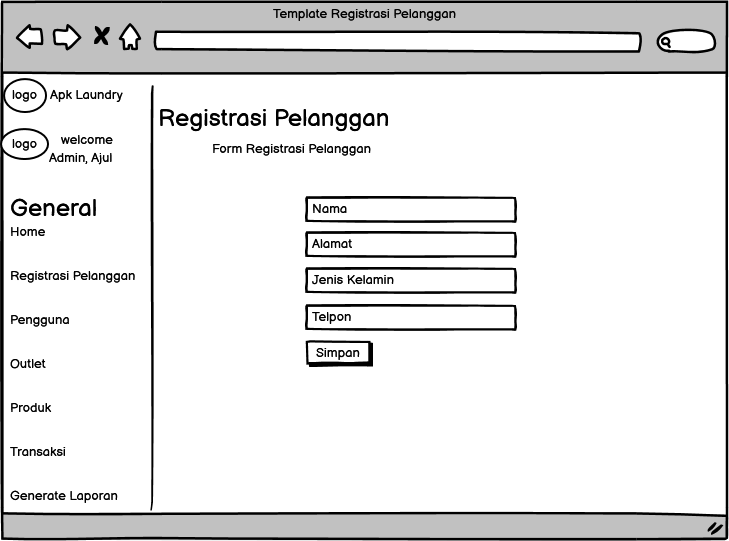 Template Registrasi Pelanggan
logo Apk Laundry
logo welcome
Admin, Ajul
General
Home
Registrasi Pelanggan
Pengguna
Outlet
Produk
Transaksi
Generate Laporan
Registrasi Pelanggan
Form Registrasi Pelanggan
Nama
Alamat
Jenis Kelamin
Telpon
Simpan